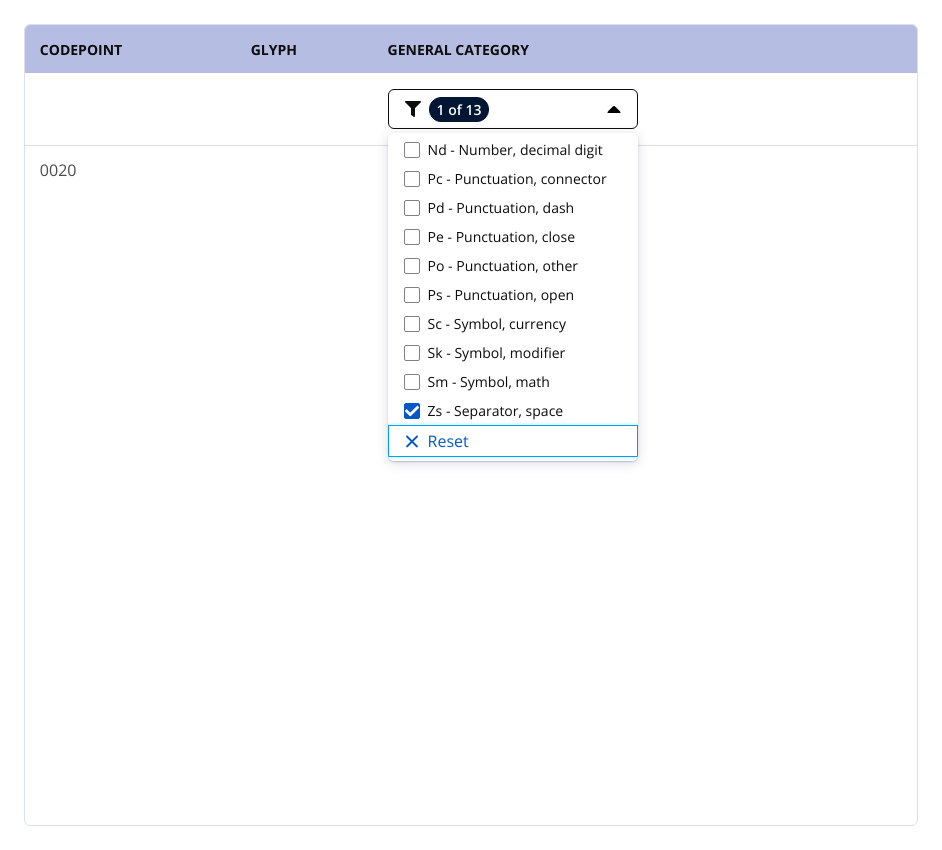 CODEPOINT GLYPH GENERAL CATEGORY
1 of 13
0020
Nd - Number, decimal digit
Pc - Punctuation, connector
Pd - Punctuation, dash
Pe - Punctuation, close
Po - Punctuation, other
Ps - Punctuation, open
Sc - Symbol, currency
Sk - Symbol, modifier
Sm - Symbol, math
Zs - Separator, space
Reset